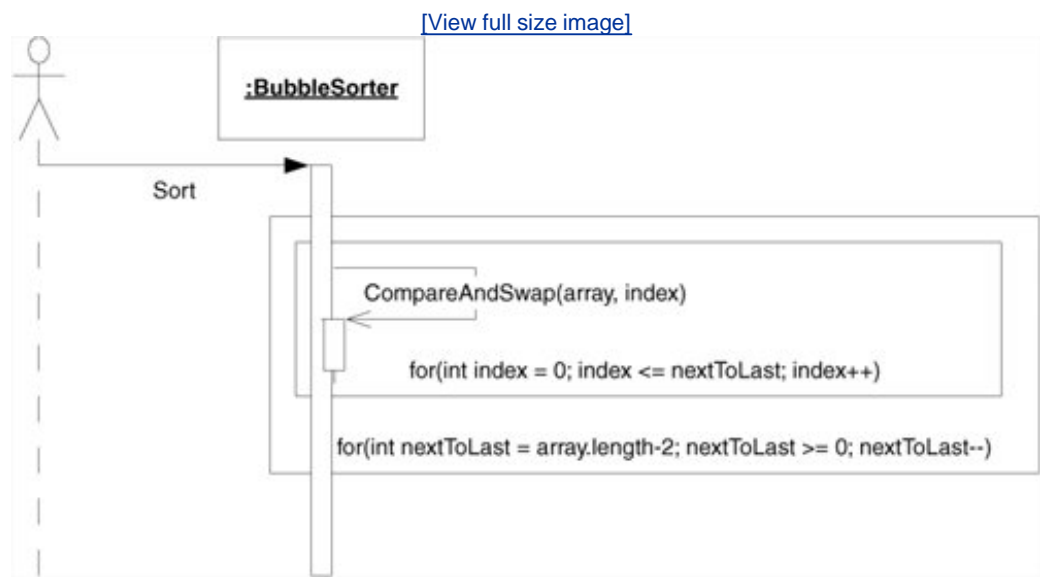 [View full size image]
:BubbleSorter
Sort
CompareAndSwap(array, index)
for(int index = 0; index <= nextToLast; index++)
for(int nextToLast = array.length-2; nextToLast >= 0; nextToLast--)